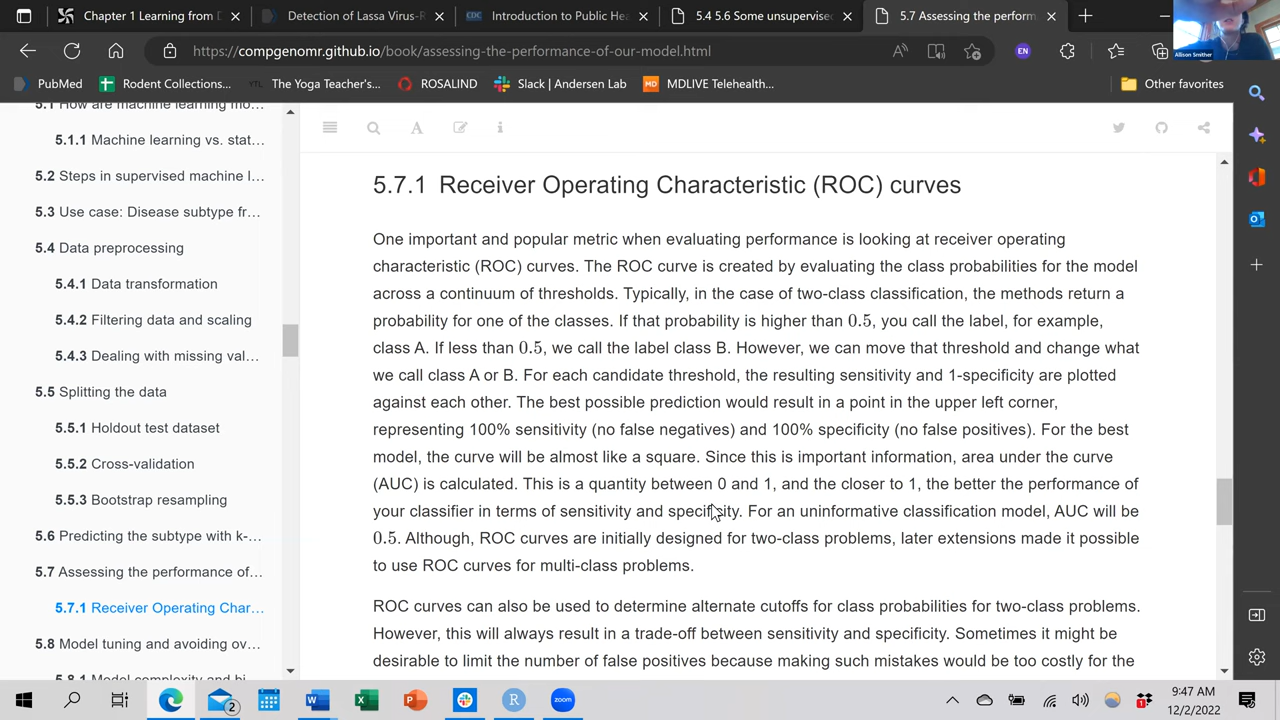 Chapter 1 Learning from D
Detection of Lassa Virus-R
CDC
Introduction to Public Hea
5.4 5.6 Some unsupervised
5.7 Assessing the perform
Allison Smither
https://compgenomr.github.io/book/assessing-the-performance-of-our-model.html
EN
PubMed
Rodent Collections...
YTL
The Yoga Teacher's...
ROSALIND
Slack | Andersen Lab
MD
MDLIVE Telehealth...
Other favorites
5.1 How are machine learning mo...
5.1.1 Machine learning vs. stat...
5.2 Steps in supervised machine l...
5.3 Use case: Disease subtype fr...
5.4 Data preprocessing
5.4.1 Data transformation
5.4.2 Filtering data and scaling
5.4.3 Dealing with missing val...
5.5 Splitting the data
5.5.1 Holdout test dataset
5.5.2 Cross-validation
5.5.3 Bootstrap resampling
5.6 Predicting the subtype with k-...
5.7 Assessing the performance of...
5.7.1 Receiver Operating Char...
5.8 Model tuning and avoiding ov...
5.8.1 Model complexity and bi...
5.7.1 Receiver Operating Characteristic (ROC) curves
One important and popular metric when evaluating performance is looking at receiver operating
characteristic (ROC) curves. The ROC curve is created by evaluating the class probabilities for the model
across a continuum of thresholds. Typically, in the case of two-class classification, the methods return a
probability for one of the classes. If that probability is higher than 0.5, you call the label, for example,
class A. If less than 0.5, we call the label class B. However, we can move that threshold and change what
we call class A or B. For each candidate threshold, the resulting sensitivity and 1-specificity are plotted
against each other. The best possible prediction would result in a point in the upper left corner,
representing 100% sensitivity (no false negatives) and 100% specificity (no false positives). For the best
model, the curve will be almost like a square. Since this is important information, area under the curve
(AUC) is calculated. This is a quantity between 0 and 1, and the closer to 1, the better the performance of
your classifier in terms of sensitivity and specificity. For an uninformative classification model, AUC will be
0.5. Although, ROC curves are initially designed for two-class problems, later extensions made it possible
to use ROC curves for multi-class problems.
ROC curves can also be used to determine alternate cutoffs for class probabilities for two-class problems.
However, this will always result in a trade-off between sensitivity and specificity. Sometimes it might be
desirable to limit the number of false positives because making such mistakes would be too costly for the
2
W
X
P
R
zoom
1
9:47 AM
12/2/2022